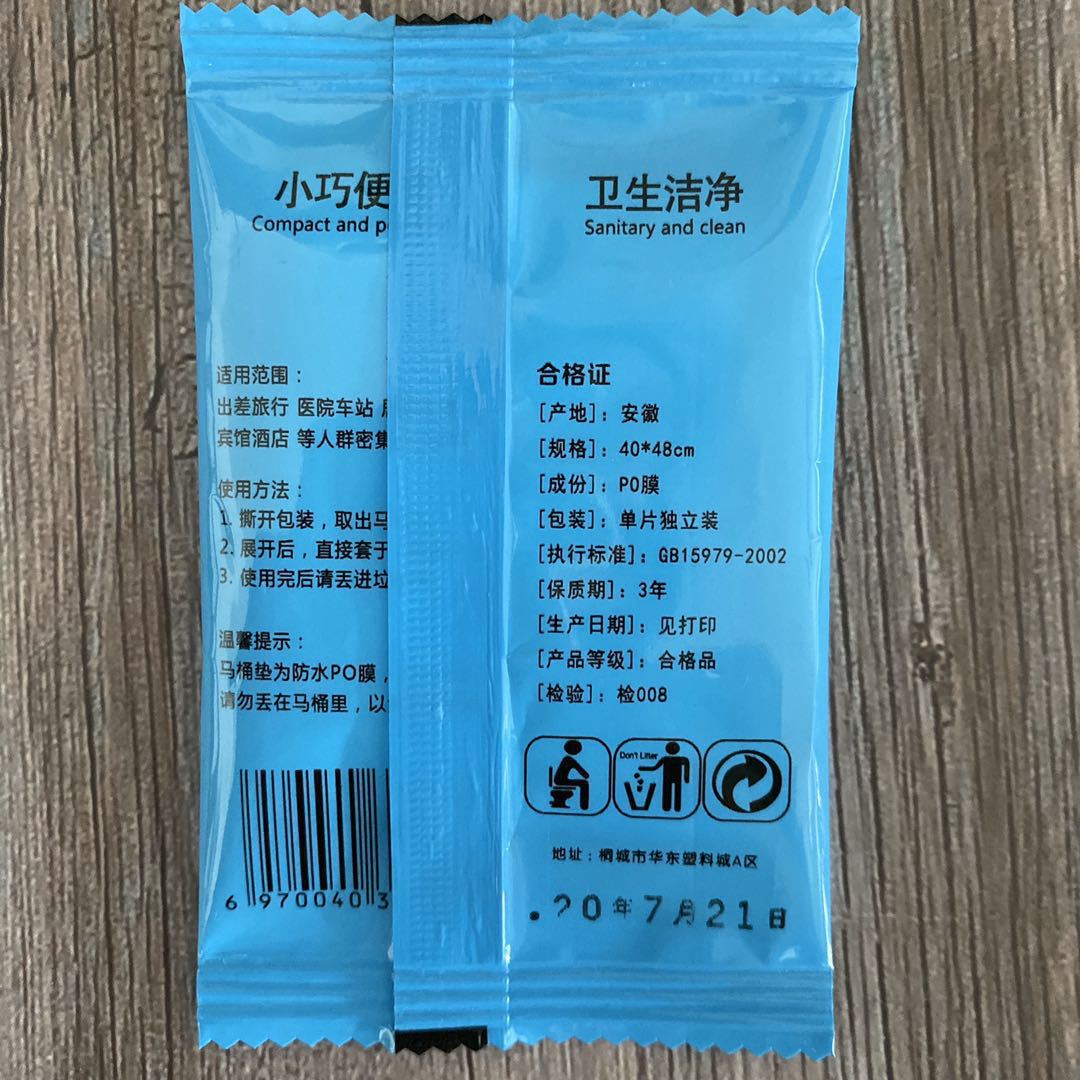 小巧便
Compact and p
适用范围：
出差旅行 医院车站
宾馆酒店 等人群密集
使用方法：
1. 撕开包装，取出马
2. 展开后，直接套于
3. 使用完后请丢进垃
温馨提示：
马桶垫为防水PO膜，
请勿丢在马桶里，以
6 970040 3
卫生洁净
Sanitary and clean
合格证
[产地]：安徽
[规格]：40*48cm
[成份]：PO膜
[包装]：单片独立装
[执行标准]：GB15979-2002
[保质期]：3年
[生产日期]：见打印
[产品等级]：合格品
[检验]：检008
Don't Litter
地址：桐城市华东塑料城A区
.20年7月21日